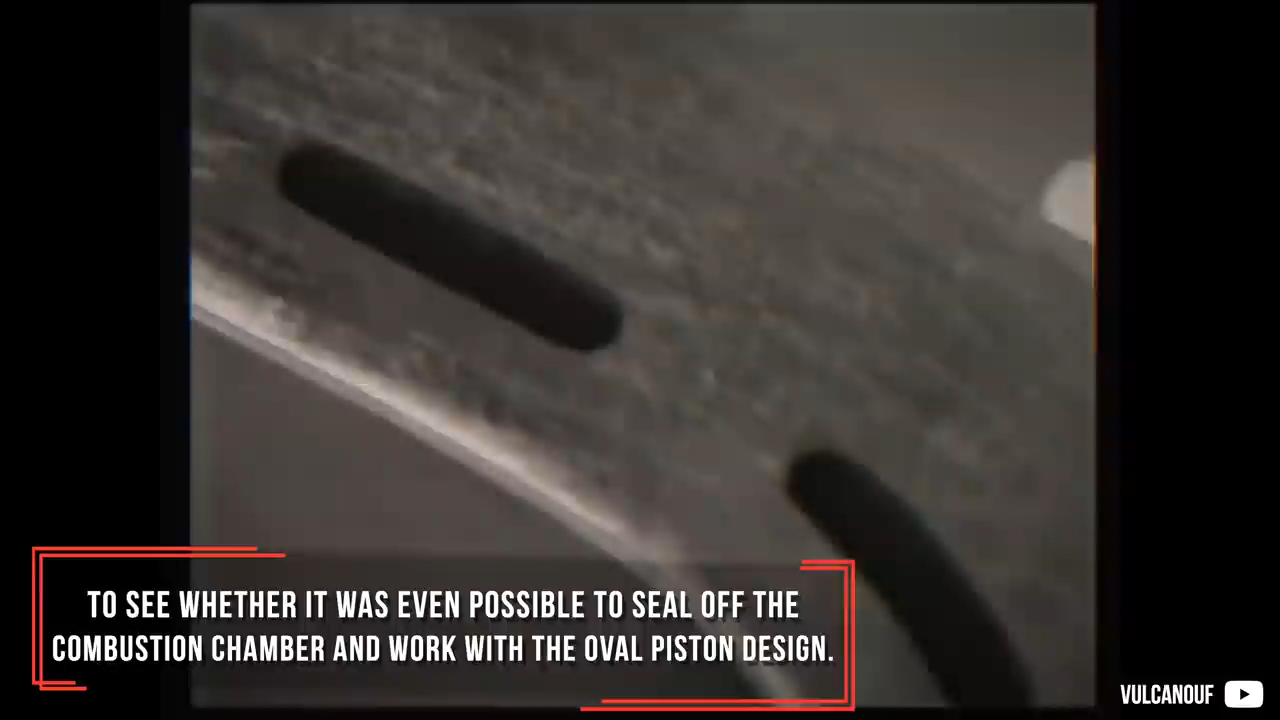 TO SEE WHETHER IT WAS EVEN POSSIBLE TO SEAL OFF THE
COMBUSTION CHAMBER AND WORK WITH THE OVAL PISTON DESIGN.
VULCANOUF